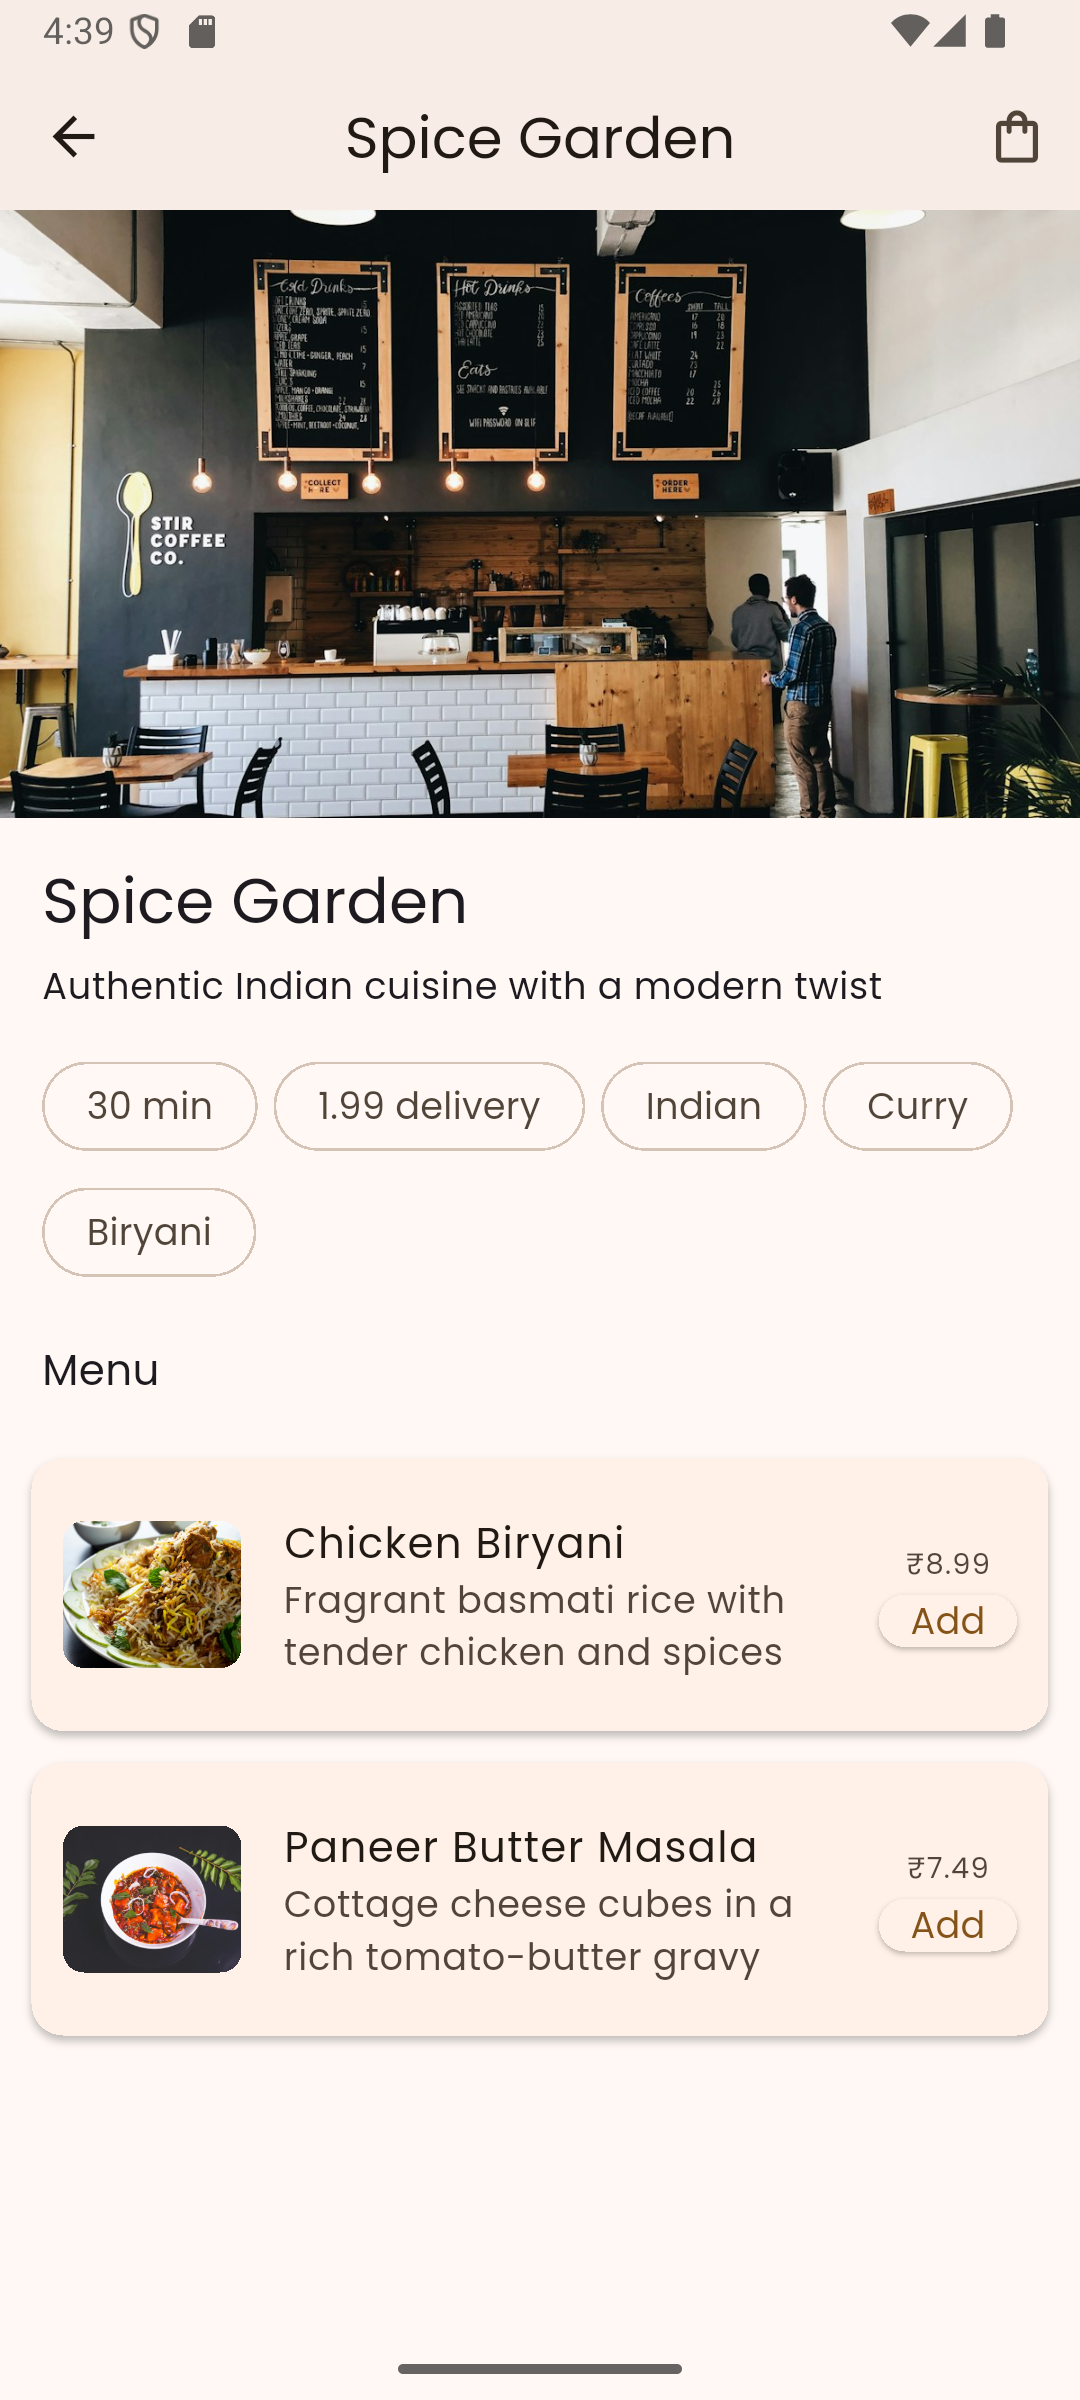 4:39
Spice Garden
Cold Drinks
Hot Drinks
Coffees
Eats
COLLECT HERE
ORDER HERE
STIR
COFFEE
CO.
Spice Garden
Authentic Indian cuisine with a modern twist
30 min
1.99 delivery
Indian
Curry
Biryani
Menu
Chicken Biryani
Fragrant basmati rice with
tender chicken and spices
₹8.99
Add
Paneer Butter Masala
Cottage cheese cubes in a
rich tomato-butter gravy
₹7.49
Add